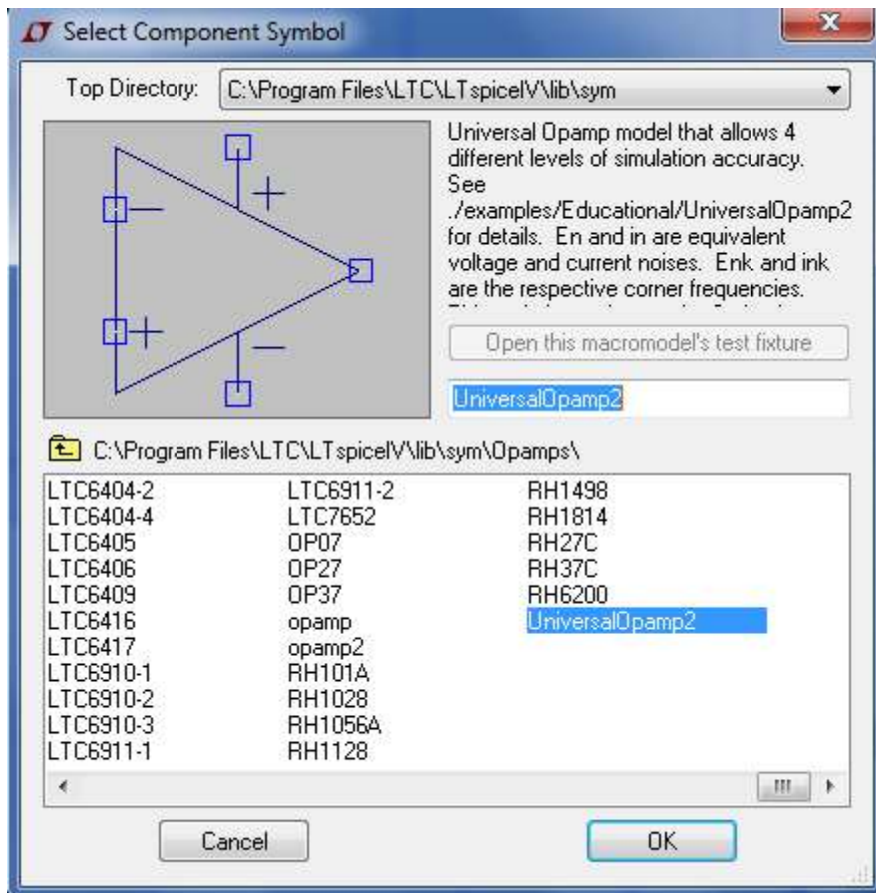 Select Component Symbol
Top Directory: C:\Program Files\LTC\LTspiceIV\lib\sym
Universal Opamp model that allows 4
different levels of simulation accuracy.
See
./examples/Educational/UniversalOpamp2
for details. En and in are equivalent
voltage and current noises. Enk and ink
are the respective corner frequencies.
Open this macromodel's test fixture
UniversalOpamp2
C:\Program Files\LTC\LTspiceIV\lib\sym\Opamps\
LTC6404-2 LTC6911-2 RH1498
LTC6404-4 LTC7652 RH1814
LTC6405 OP07 RH27C
LTC6406 OP27 RH37C
LTC6409 OP37 RH6200
LTC6416 opamp UniversalOpamp2
LTC6417 opamp2
LTC6910-1 RH101A
LTC6910-2 RH1028
LTC6910-3 RH1056A
LTC6911-1 RH1128
Cancel OK